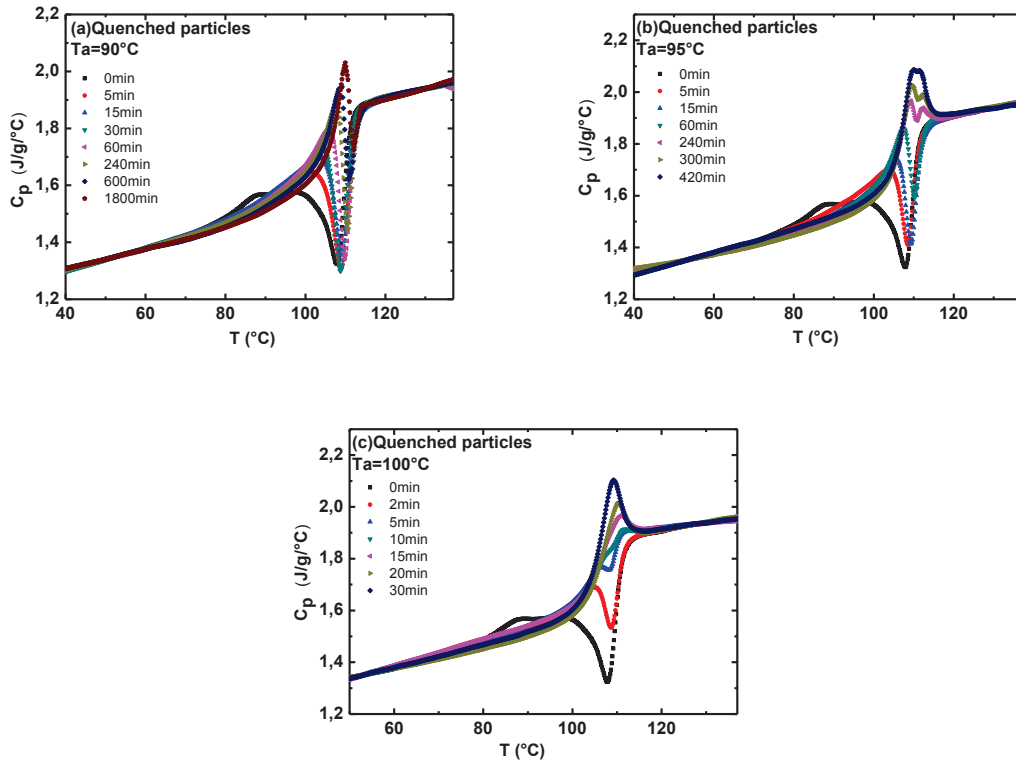 (a)Quenched particles
Ta=90°C
0min
5min
15min
30min
60min
240min
600min
1800min
2,2
2,0
1,8
1,6
1,4
1,2
Cp (J/g/°C)
40 60 80 100 120
T (°C)
(b)Quenched particles
Ta=95°C
0min
5min
15min
60min
240min
300min
420min
2,2
2,0
1,8
1,6
1,4
1,2
Cp (J/g/°C)
40 60 80 100 120
T (°C)
(c)Quenched particles
Ta=100°C
0min
2min
5min
10min
15min
20min
30min
2,2
2,0
1,8
1,6
1,4
1,2
Cp (J/g/°C)
60 80 100 120
T (°C)